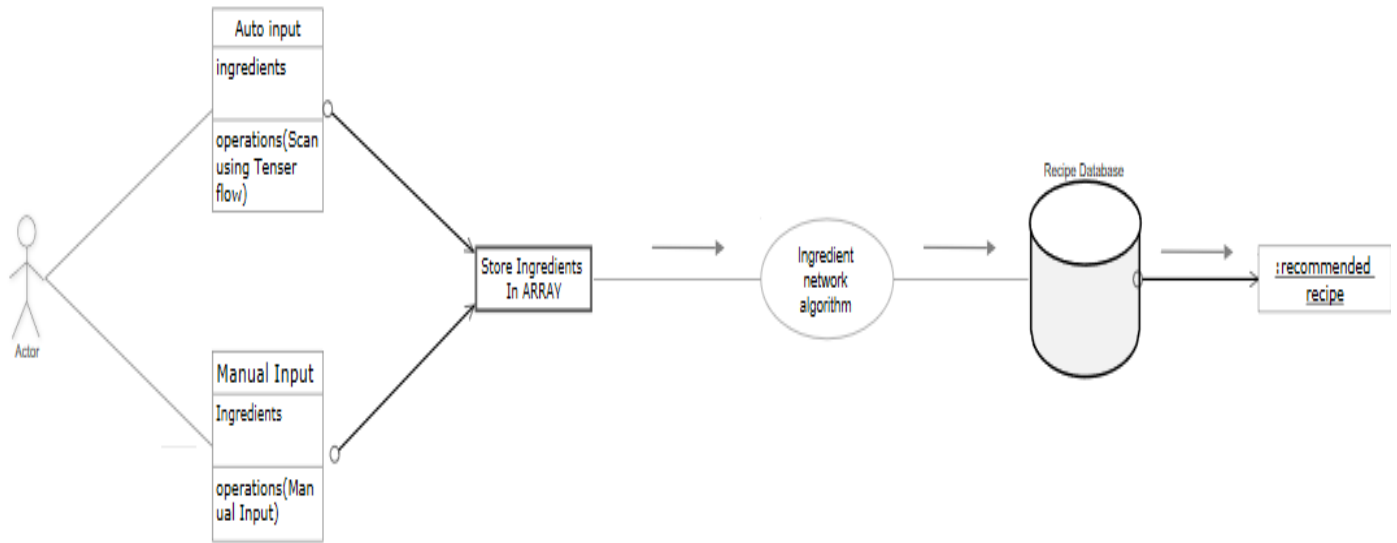 Auto input
ingredients
operations(Scan
using Tenser
flow)
Actor
Manual Input
Ingredients
operations(Man
ual Input)
Store Ingredients
In ARRAY
Ingredient
network
algorithm
Recipe Database
:recommended
recipe